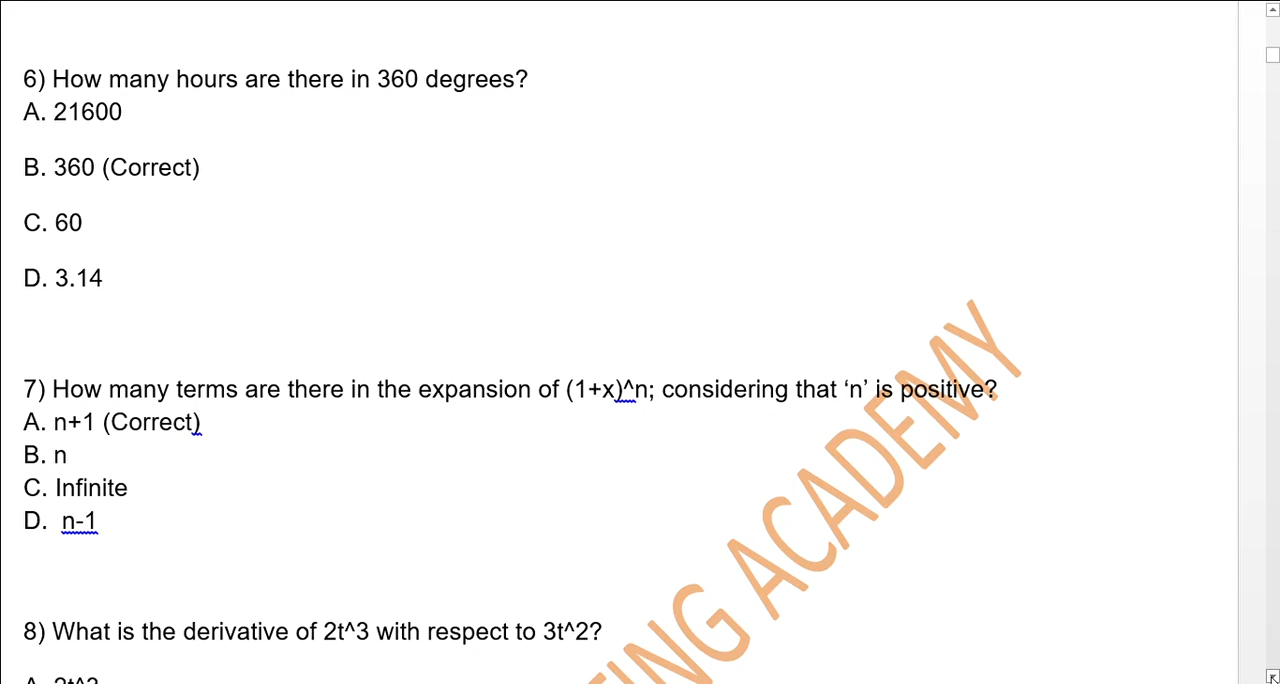 6) How many hours are there in 360 degrees?
A. 21600
B. 360 (Correct)
C. 60
D. 3.14
7) How many terms are there in the expansion of (1+x)^n; considering that ‘n’ is positive?
A. n+1 (Correct)
B. n
C. Infinite
D. n-1
8) What is the derivative of 2t^3 with respect to 3t^2?
ING ACADEMY